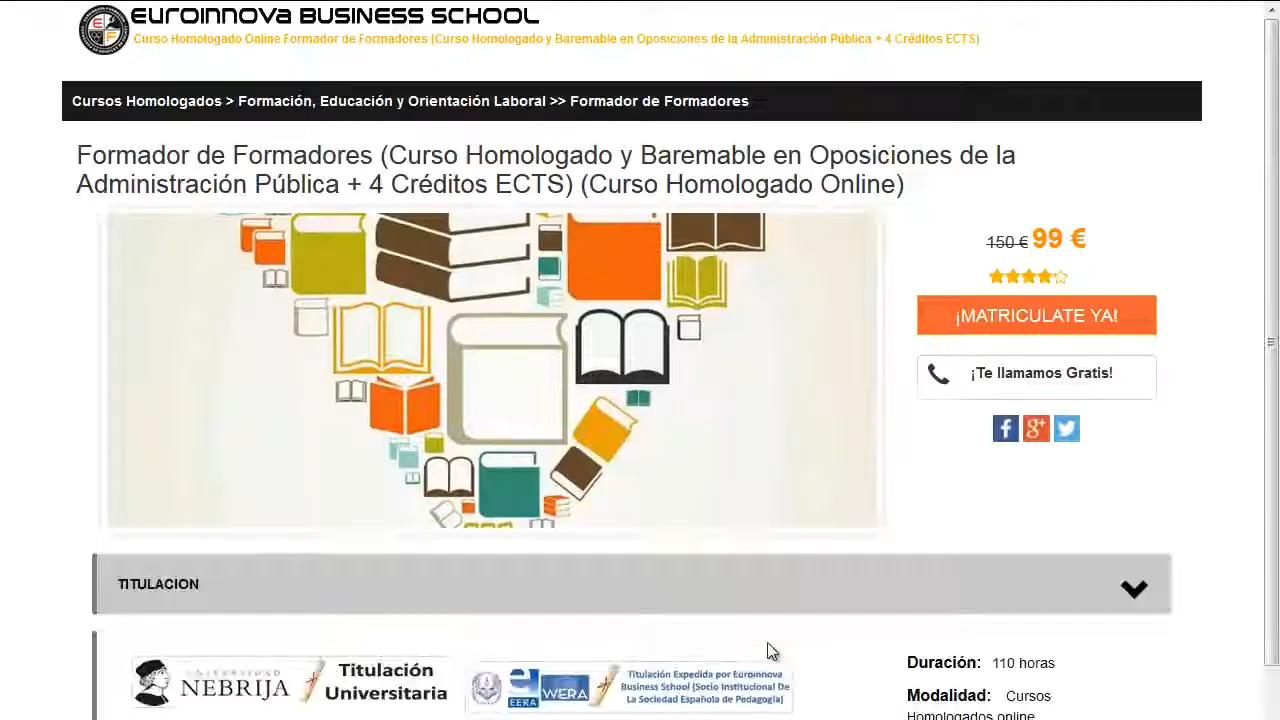 EUROINNOVA BUSINESS SCHOOL
Curso Homologado Online Formador de Formadores (Curso Homologado y Baremable en Oposiciones de la Administración Pública + 4 Créditos ECTS)
Cursos Homologados > Formación, Educación y Orientación Laboral >> Formador de Formadores
Formador de Formadores (Curso Homologado y Baremable en Oposiciones de la
Administración Pública + 4 Créditos ECTS) (Curso Homologado Online)
150 € 99 €
¡MATRICULATE YA!
¡Te llamamos Gratis!
TITULACION
UNIVERSIDAD
NEBRIJA
Titulación
Universitaria
EERA
WERA
Titulación Expedida por Euroinnova
Business School (Socio Institucional De
La Sociedad Española de Pedagogía)
Duración: 110 horas
Modalidad: Cursos
Homologados online